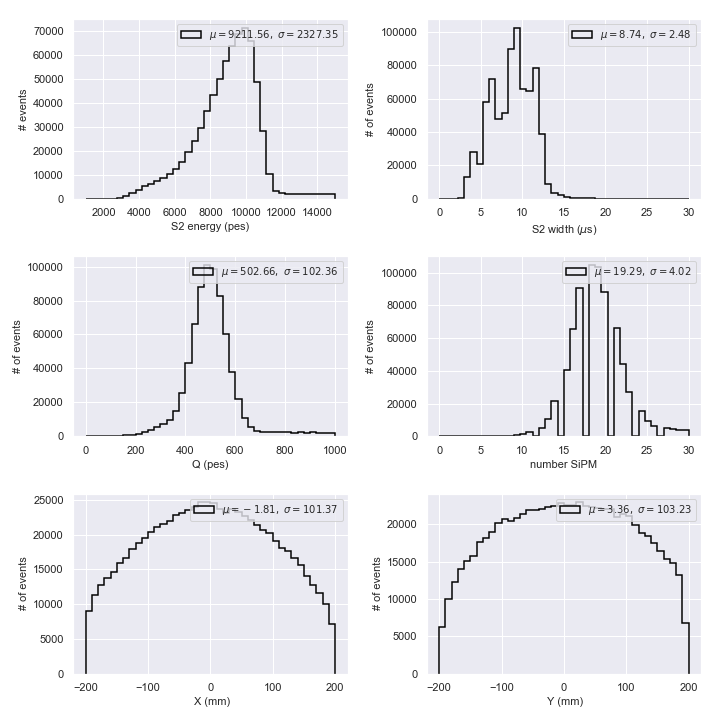 μ = 9211.56, σ = 2327.35
70000
60000
50000
40000
30000
20000
10000
0
# events
2000 4000 6000 8000 10000 12000 14000
S2 energy (pes)
μ = 8.74, σ = 2.48
100000
80000
60000
40000
20000
0
# of events
0 5 10 15 20 25 30
S2 width (μs)
μ = 502.66, σ = 102.36
100000
80000
60000
40000
20000
0
# of events
0 200 400 600 800 1000
Q (pes)
μ = 19.29, σ = 4.02
100000
80000
60000
40000
20000
0
# of events
0 5 10 15 20 25 30
number SiPM
μ = −1.81, σ = 101.37
25000
20000
15000
10000
5000
0
# of events
−200 −100 0 100 200
X (mm)
μ = 3.36, σ = 103.23
20000
15000
10000
5000
0
# of events
−200 −100 0 100 200
Y (mm)